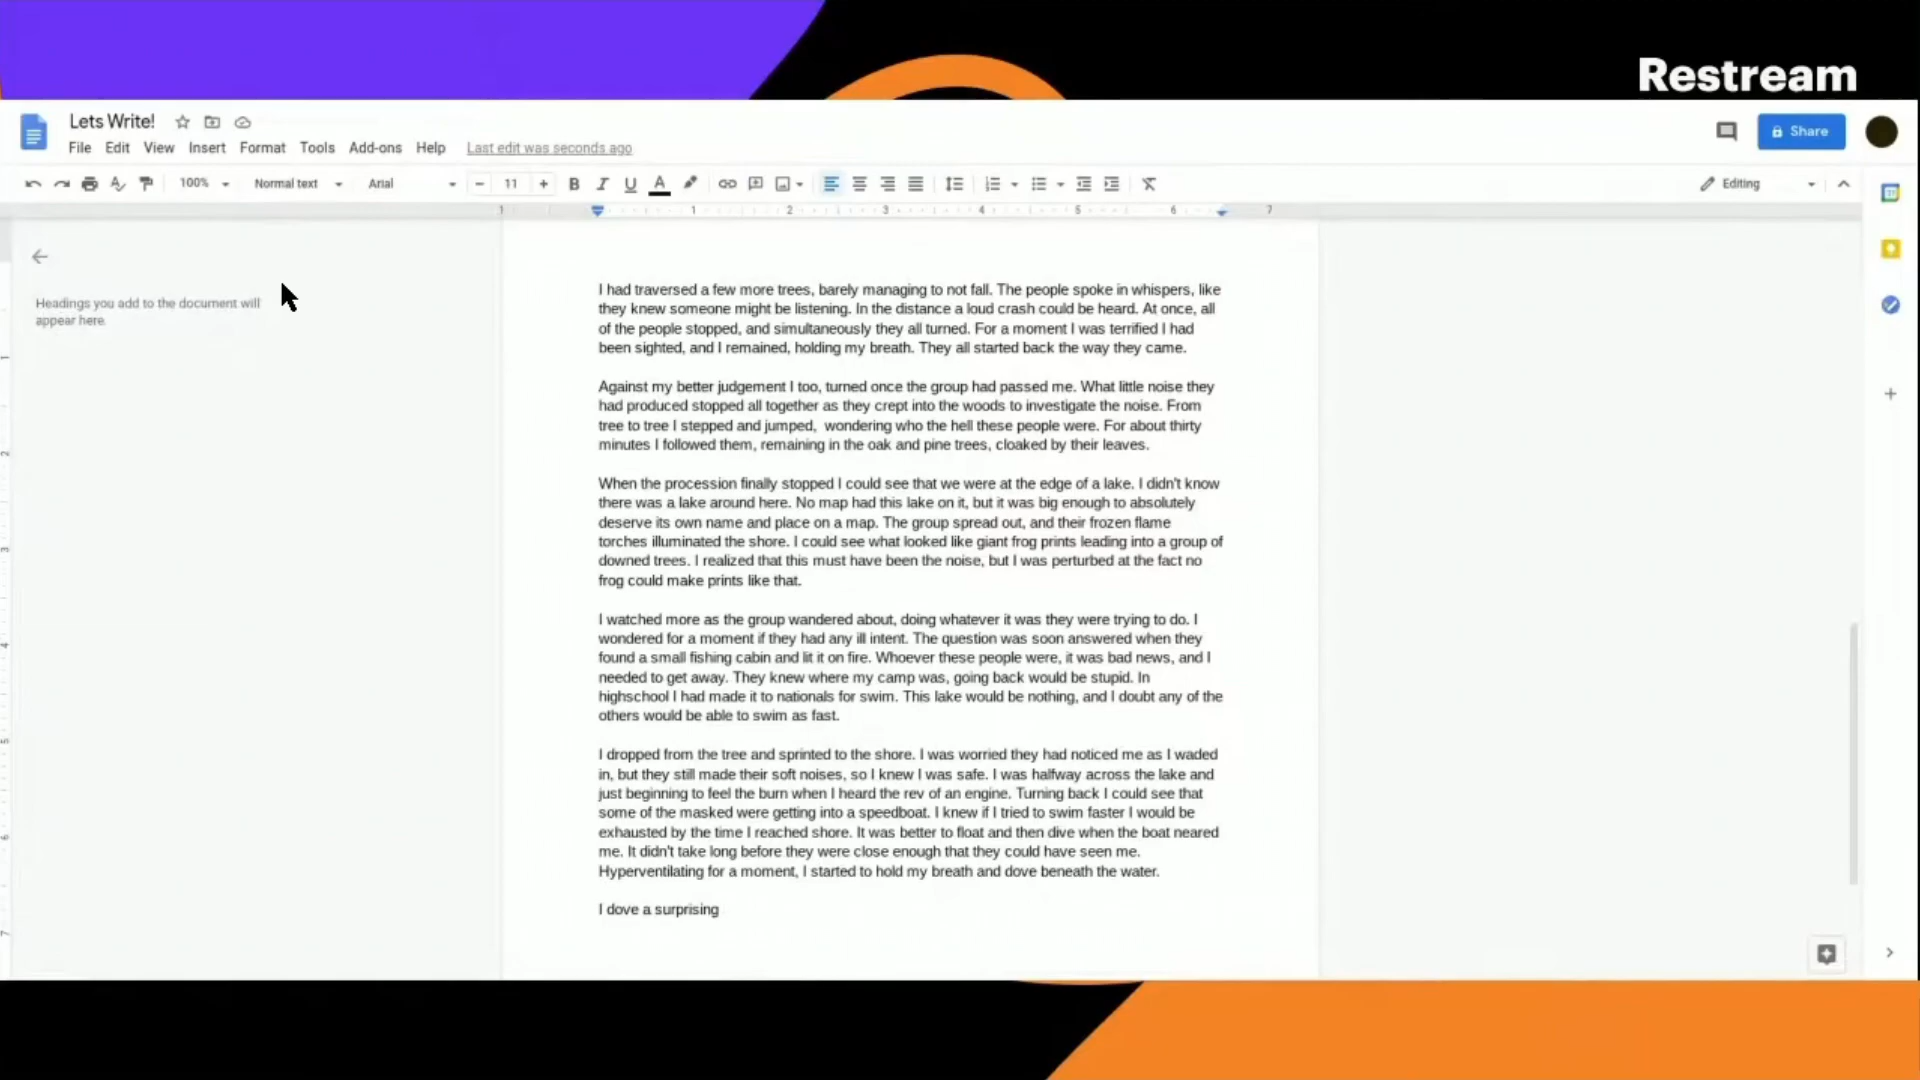 Restream
Lets Write!
Share
File Edit View Insert Format Tools Add-ons Help Last edit was seconds ago
100% Normal text Arial 11 B I U A Editing
1 1 2 3 4 5 6 7
Headings you add to the document will
appear here.
I had traversed a few more trees, barely managing to not fall. The people spoke in whispers, like
they knew someone might be listening. In the distance a loud crash could be heard. At once, all
of the people stopped, and simultaneously they all turned. For a moment I was terrified I had
been sighted, and I remained, holding my breath. They all started back the way they came.
Against my better judgement I too, turned once the group had passed me. What little noise they
had produced stopped all together as they crept into the woods to investigate the noise. From
tree to tree I stepped and jumped,  wondering who the hell these people were. For about thirty
minutes I followed them, remaining in the oak and pine trees, cloaked by their leaves.
When the procession finally stopped I could see that we were at the edge of a lake. I didn't know
there was a lake around here. No map had this lake on it, but it was big enough to absolutely
deserve its own name and place on a map. The group spread out, and their frozen flame
torches illuminated the shore. I could see what looked like giant frog prints leading into a group of
downed trees. I realized that this must have been the noise, but I was perturbed at the fact no
frog could make prints like that.
I watched more as the group wandered about, doing whatever it was they were trying to do. I
wondered for a moment if they had any ill intent. The question was soon answered when they
found a small fishing cabin and lit it on fire. Whoever these people were, it was bad news, and I
needed to get away. They knew where my camp was, going back would be stupid. In
highschool I had made it to nationals for swim. This lake would be nothing, and I doubt any of the
others would be able to swim as fast.
I dropped from the tree and sprinted to the shore. I was worried they had noticed me as I waded
in, but they still made their soft noises, so I knew I was safe. I was halfway across the lake and
just beginning to feel the burn when I heard the rev of an engine. Turning back I could see that
some of the masked were getting into a speedboat. I knew if I tried to swim faster I would be
exhausted by the time I reached shore. It was better to float and then dive when the boat neared
me. It didn't take long before they were close enough that they could have seen me.
Hyperventilating for a moment, I started to hold my breath and dove beneath the water.
I dove a surprising
1
2
3
4
5
6
7